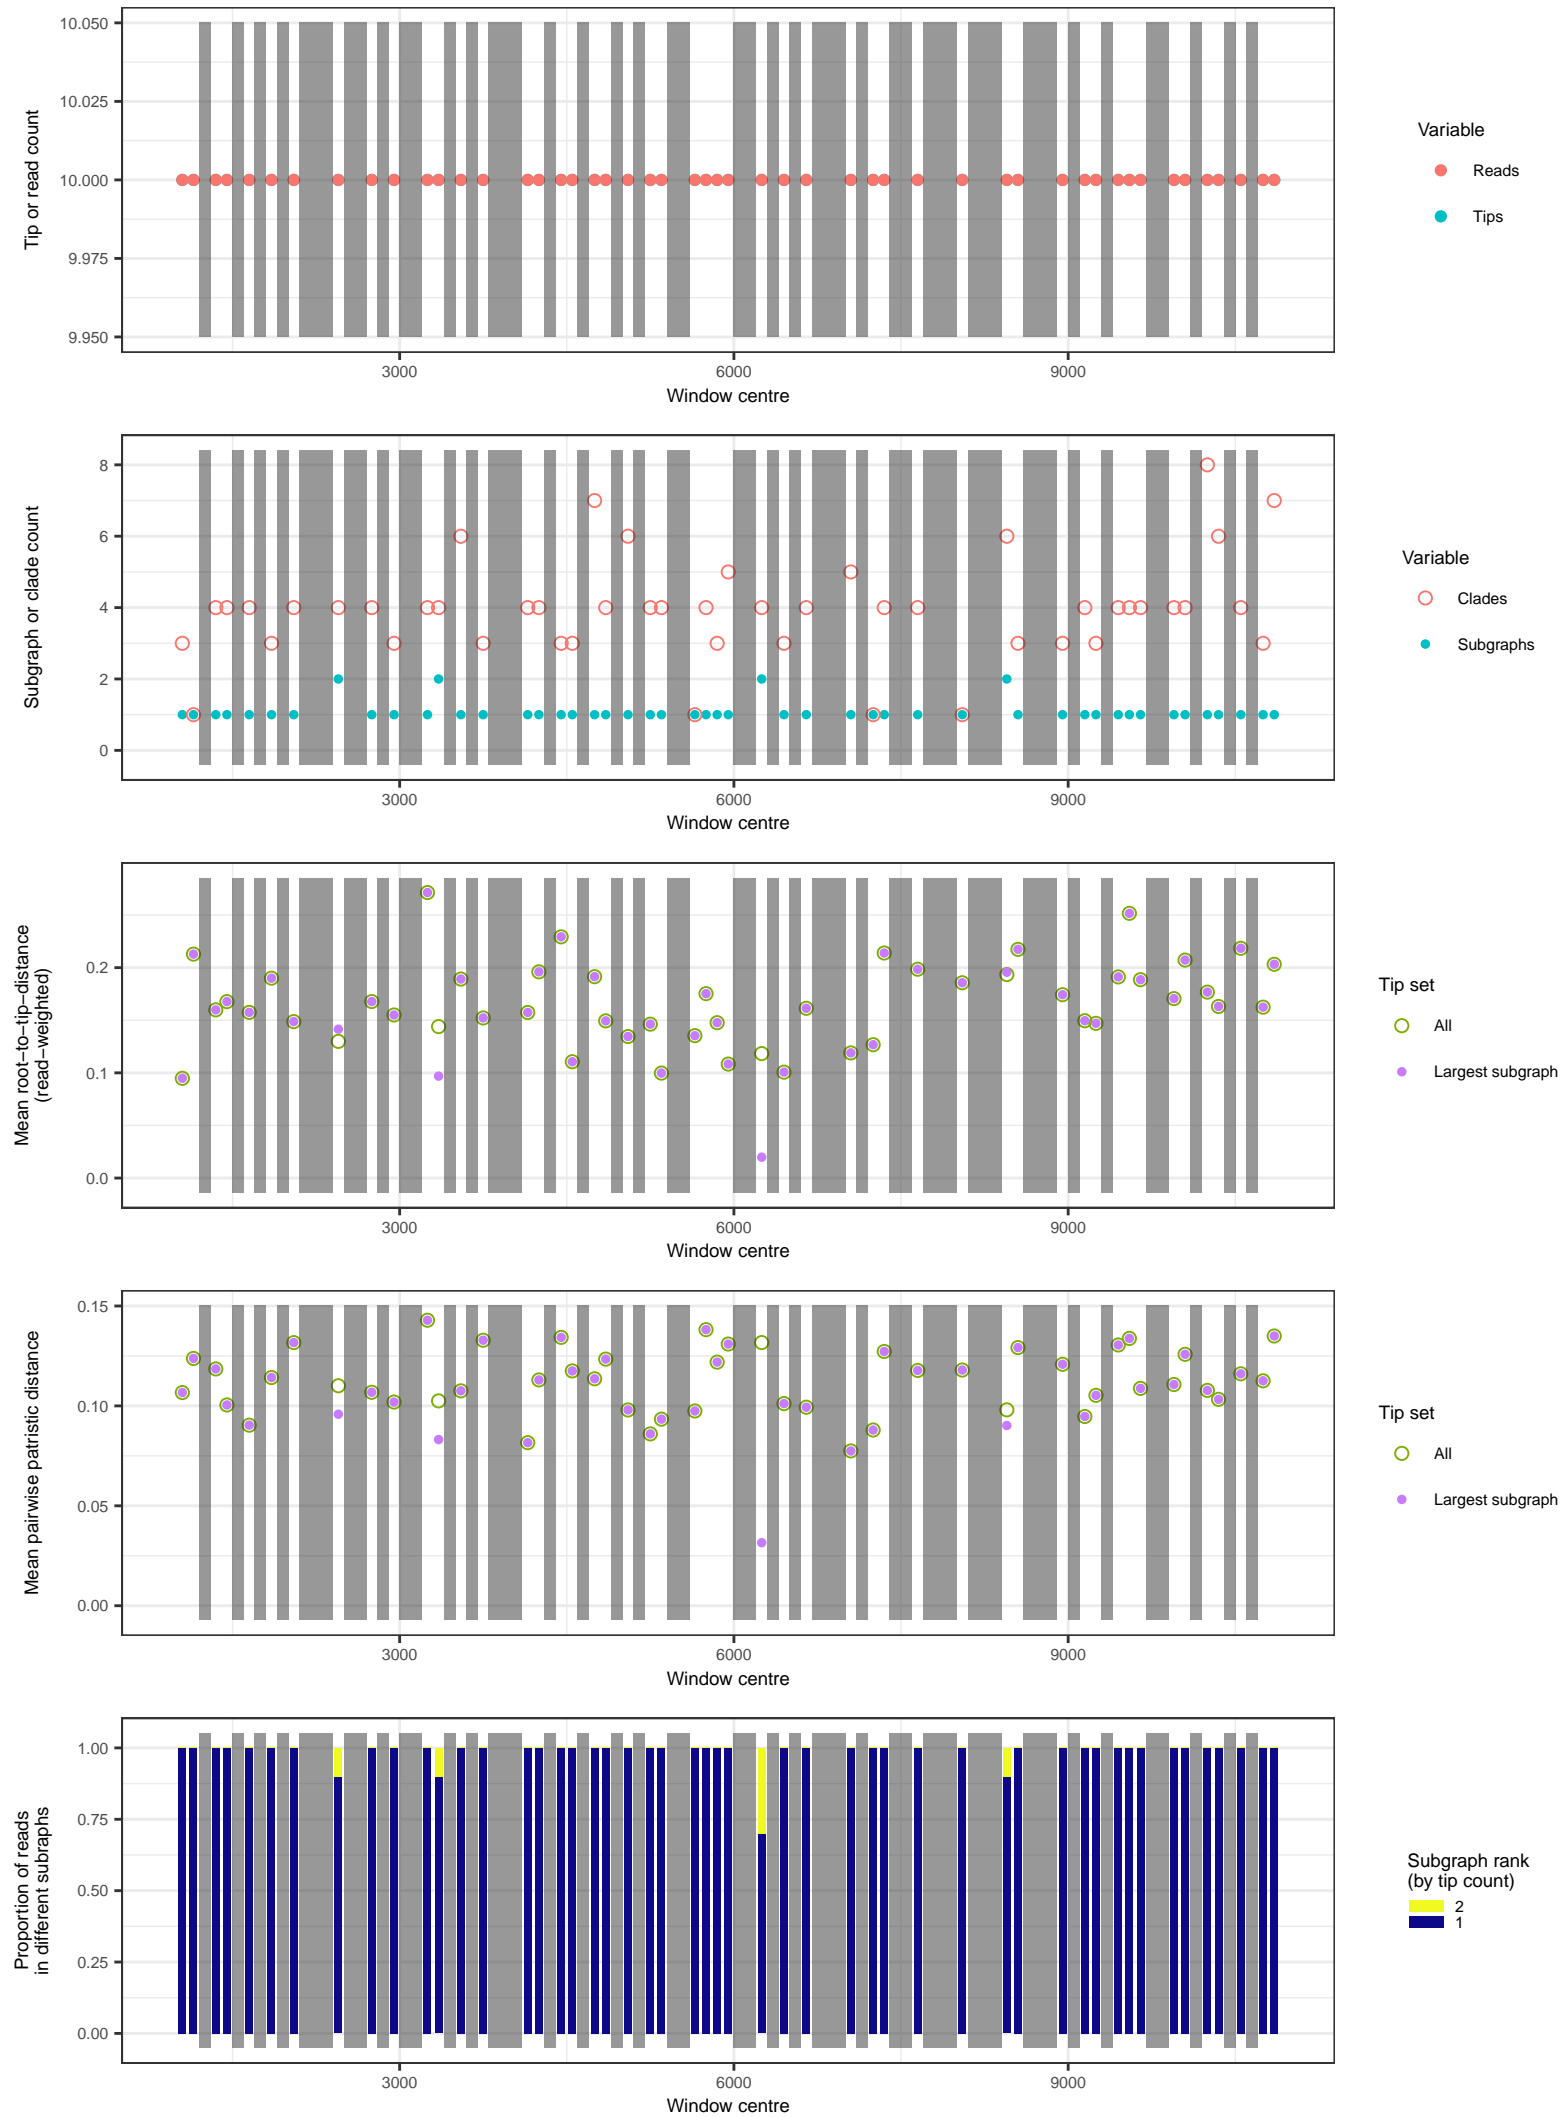 10.050
10.025
10.000
9.975
9.950
Tip or read count
3000
6000
9000
Window centre
Variable
Reads
Tips
8
6
4
2
0
Subgraph or clade count
3000
6000
9000
Window centre
Variable
Clades
Subgraphs
0.2
0.1
0.0
Mean root−to−tip−distance
(read−weighted)
3000
6000
9000
Window centre
Tip set
All
Largest subgraph
0.15
0.10
0.05
0.00
Mean pairwise patristic distance
3000
6000
9000
Window centre
Tip set
All
Largest subgraph
1.00
0.75
0.50
0.25
0.00
Proportion of reads
in different subraphs
3000
6000
9000
Window centre
Subgraph rank
(by tip count)
2
1